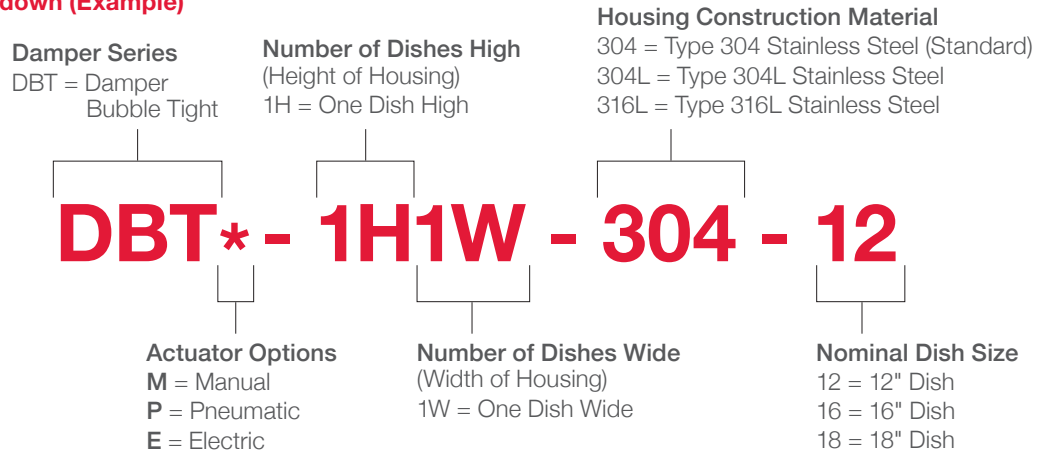 down (Example)
Damper Series
DBT = Damper
Bubble Tight
Number of Dishes High
(Height of Housing)
1H = One Dish High
Housing Construction Material
304 = Type 304 Stainless Steel (Standard)
304L = Type 304L Stainless Steel
316L = Type 316L Stainless Steel
DBT* - 1H1W - 304 - 12
Actuator Options
M = Manual
P = Pneumatic
E = Electric
Number of Dishes Wide
(Width of Housing)
1W = One Dish Wide
Nominal Dish Size
12 = 12" Dish
16 = 16" Dish
18 = 18" Dish